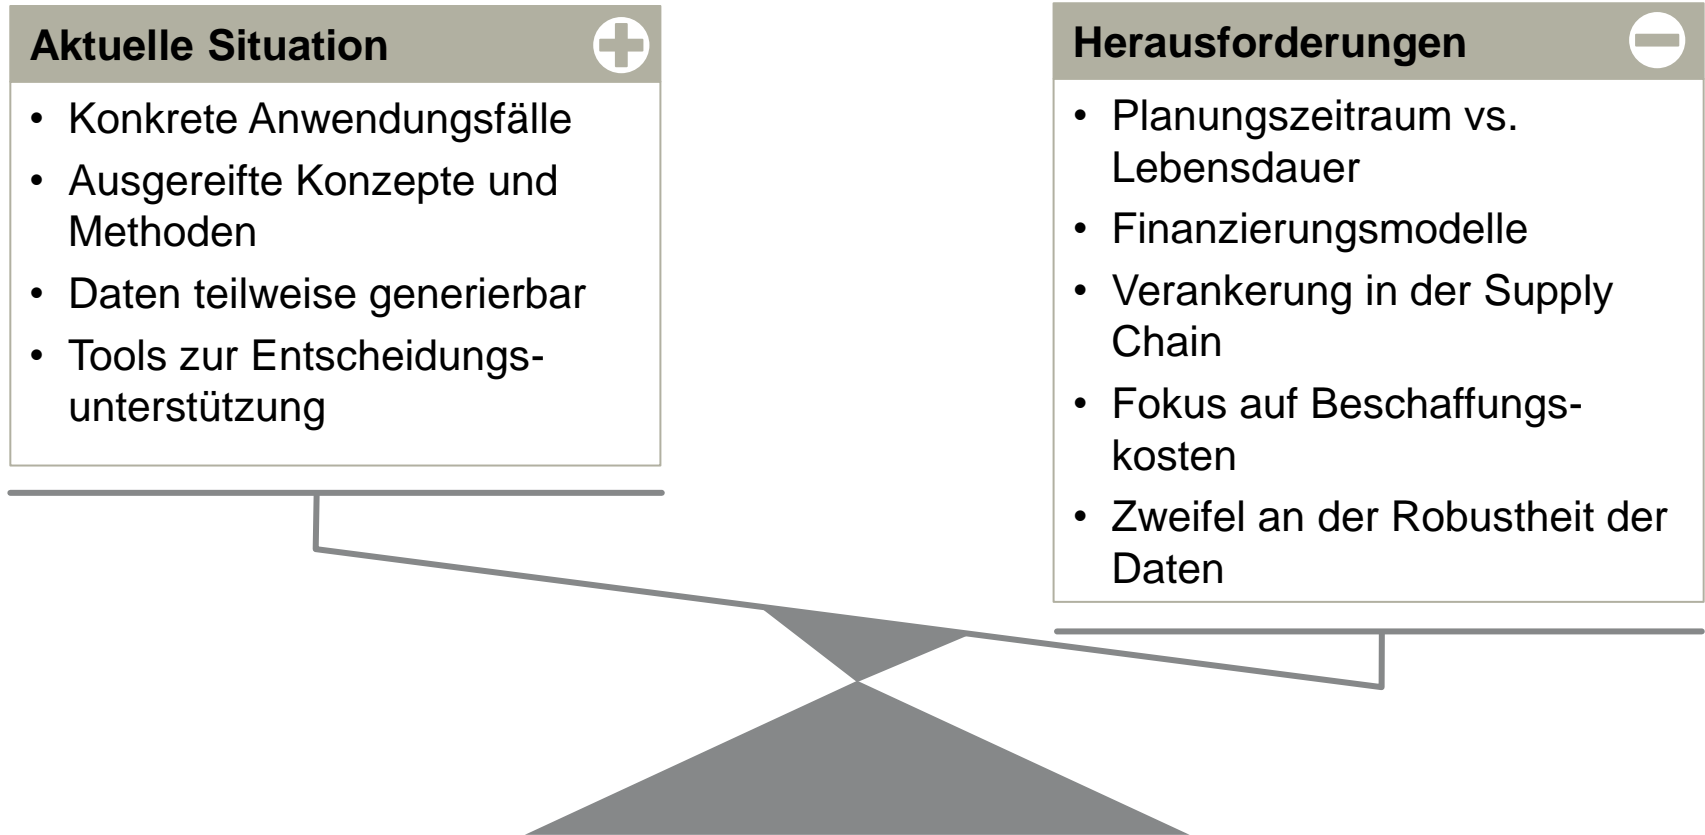 Aktuelle Situation
• Konkrete Anwendungsfälle
• Ausgereifte Konzepte und
Methoden
• Daten teilweise generierbar
• Tools zur Entscheidungs-
unterstützung
Herausforderungen
• Planungszeitraum vs.
Lebensdauer
• Finanzierungsmodelle
• Verankerung in der Supply
Chain
• Fokus auf Beschaffungs-
kosten
• Zweifel an der Robustheit der
Daten